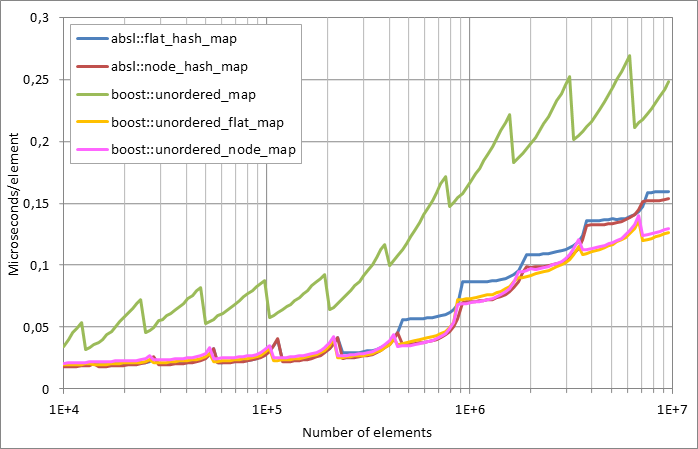 0,3
0,25
0,2
0,15
0,1
0,05
0
Microseconds/element
absl::flat_hash_map
absl::node_hash_map
boost::unordered_map
boost::unordered_flat_map
boost::unordered_node_map
1E+4
1E+5
1E+6
1E+7
Number of elements